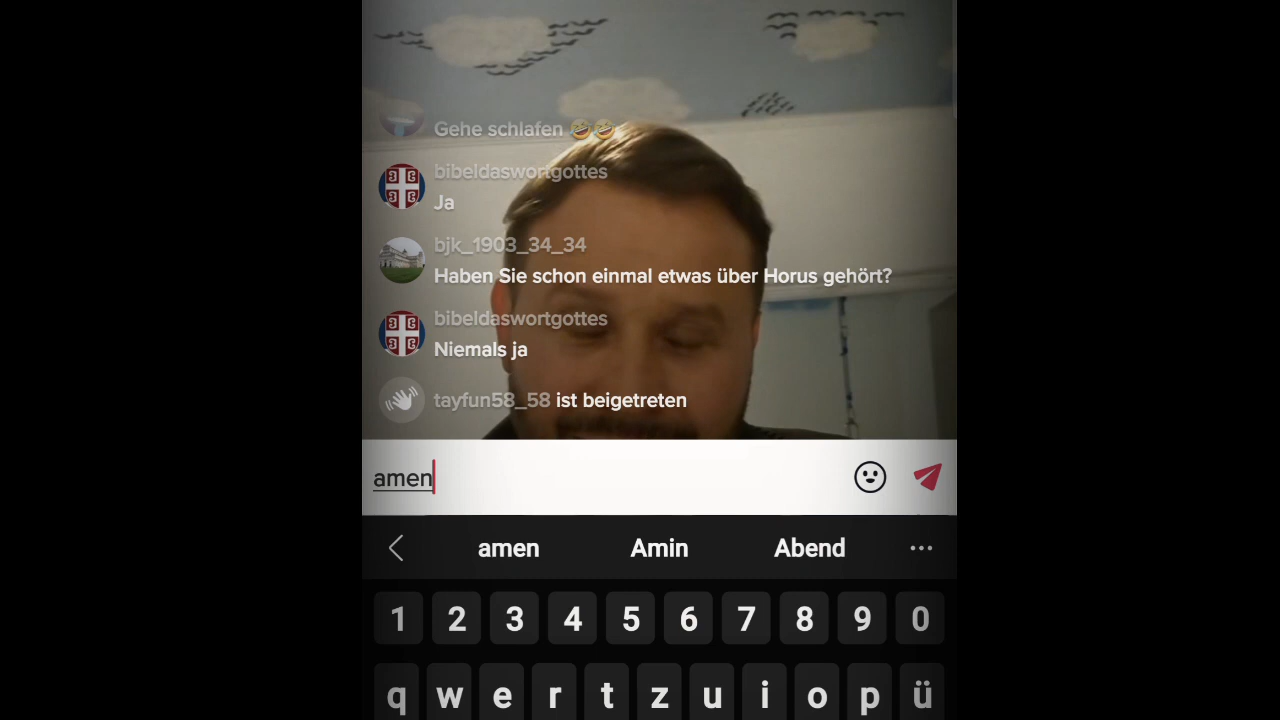 Gehe schlafen 🤣🤣
bibeldaswortgottes
Ja
bjk_1903_34_34
Haben Sie schon einmal etwas über Horus gehört?
bibeldaswortgottes
Niemals ja
tayfun58_58 ist beigetreten
amen
amen Amin Abend
1 2 3 4 5 6 7 8 9 0
q w e r t z u i o p ü